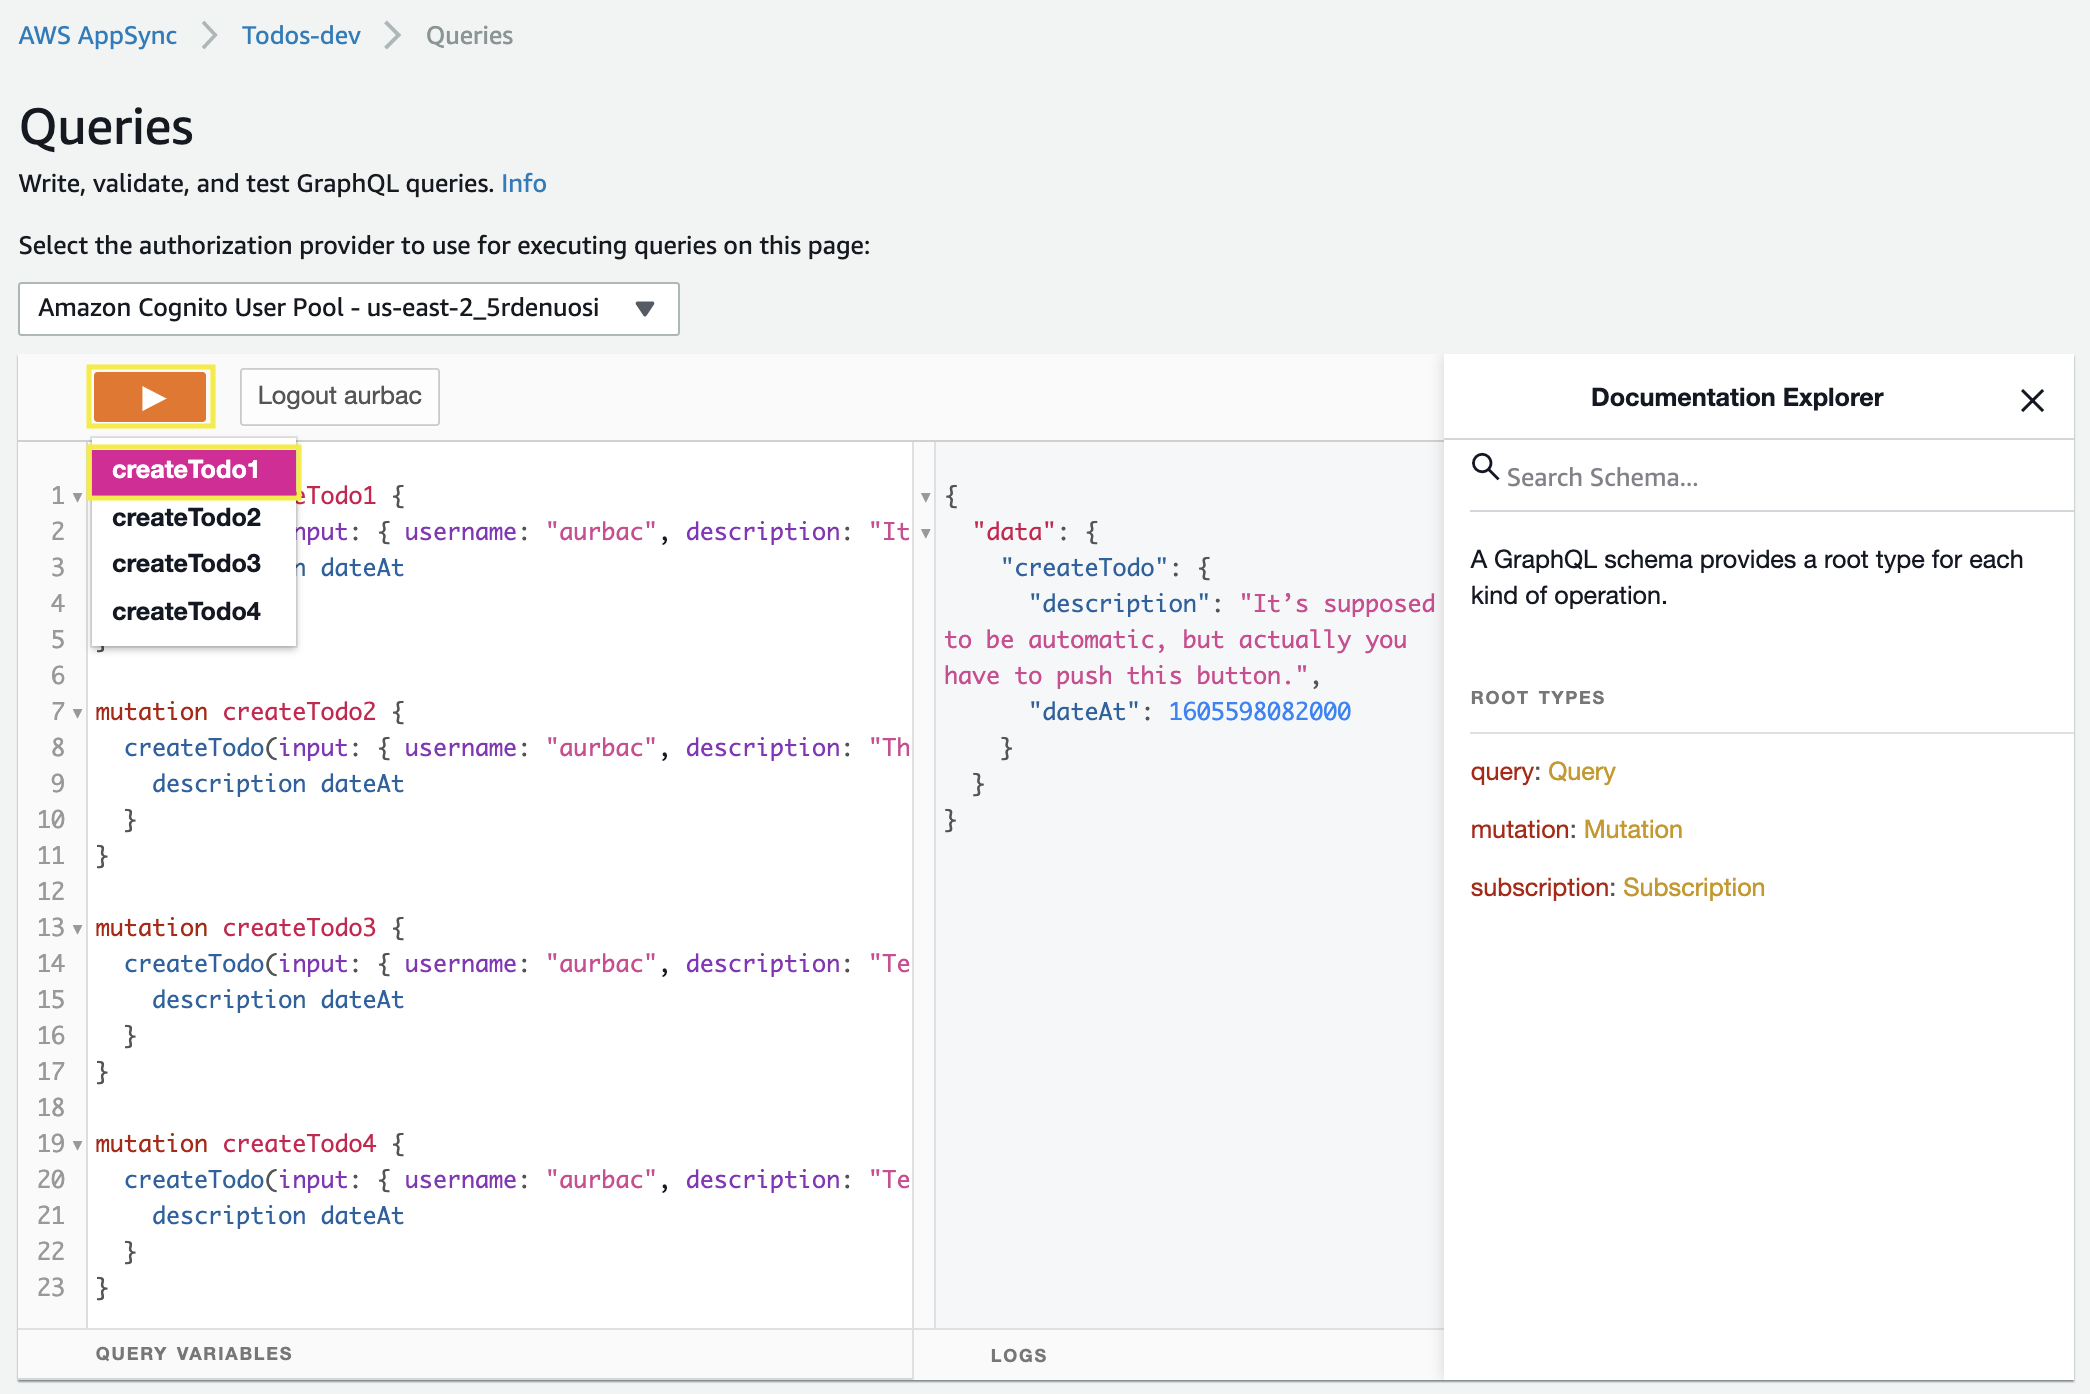 AWS AppSync > Todos-dev > Queries
Queries
Write, validate, and test GraphQL queries. Info
Select the authorization provider to use for executing queries on this page:
Amazon Cognito User Pool - us-east-2_5rdenuosi
Logout aurbac
createTodo1
createTodo2
createTodo3
createTodo4
1 eTodo1 {
2 nput: { username: "aurbac", description: "It
3 n dateAt
4
5 }
6
7 mutation createTodo2 {
8 createTodo(input: { username: "aurbac", description: "Th
9 description dateAt
10 }
11 }
12
13 mutation createTodo3 {
14 createTodo(input: { username: "aurbac", description: "Te
15 description dateAt
16 }
17 }
18
19 mutation createTodo4 {
20 createTodo(input: { username: "aurbac", description: "Te
21 description dateAt
22 }
23 }
QUERY VARIABLES
{
"data": {
"createTodo": {
"description": "It’s supposed
to be automatic, but actually you
have to push this button.",
"dateAt": 1605598082000
}
}
}
LOGS
Documentation Explorer
Search Schema...
A GraphQL schema provides a root type for each
kind of operation.
ROOT TYPES
query: Query
mutation: Mutation
subscription: Subscription